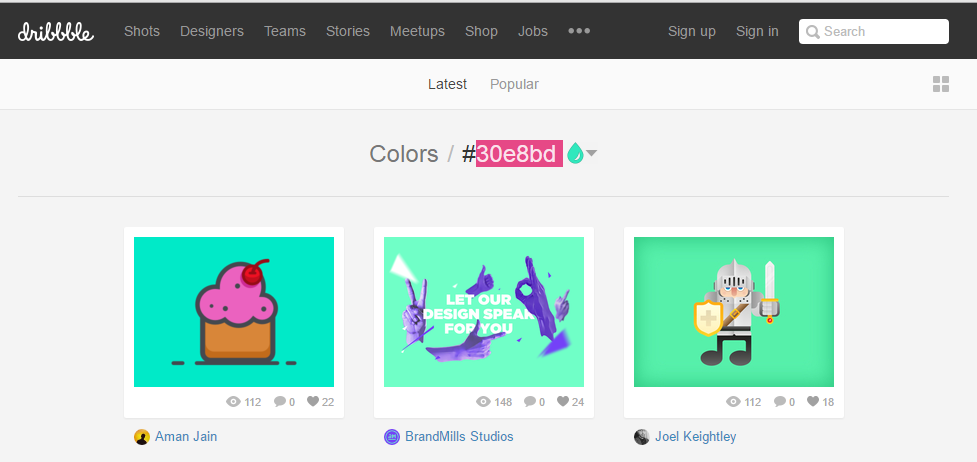 dribbble Shots Designers Teams Stories Meetups Shop Jobs ••• Sign up Sign in Search
Latest Popular
Colors / #30e8bd
LET OUR
DESIGN SPEAK
FOR YOU
112 0 22
148 0 24
112 0 18
Aman Jain
BrandMills Studios
Joel Keightley